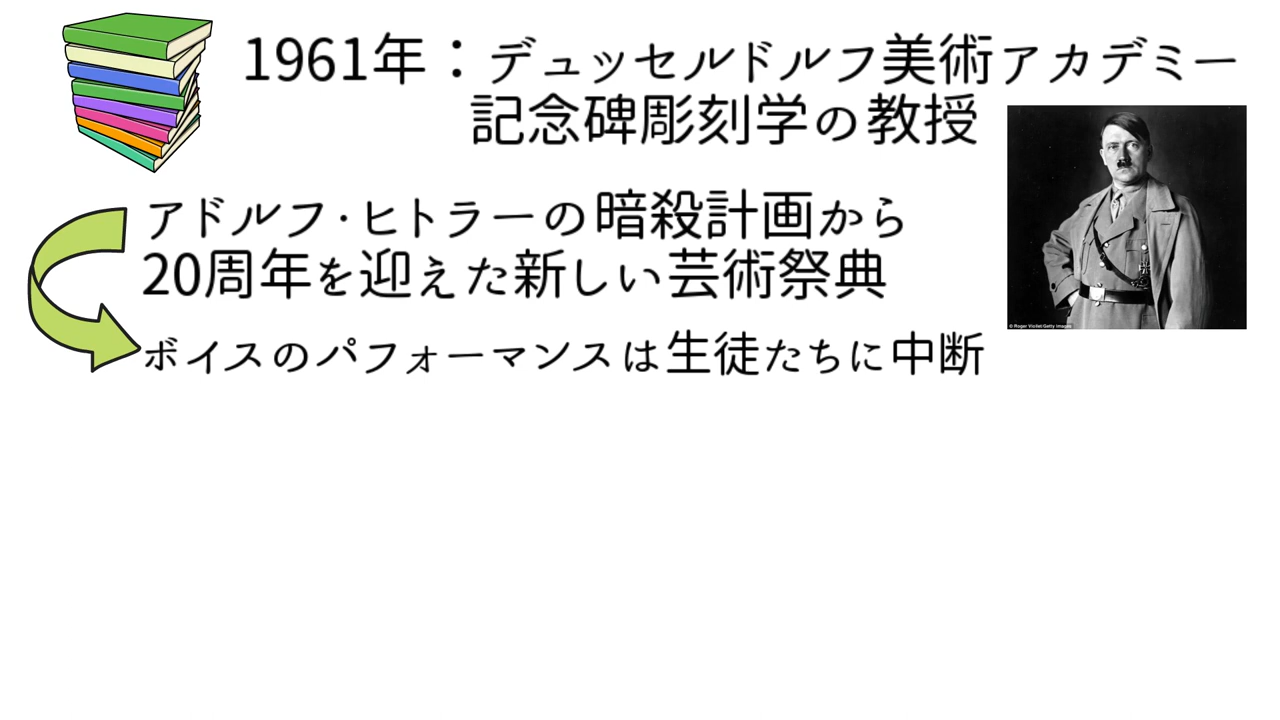 1961年：デュッセルドルフ美術アカデミー
記念碑彫刻学の教授
アドルフ・ヒトラーの暗殺計画から
20周年を迎えた新しい芸術祭典
ボイスのパフォーマンスは生徒たちに中断
© Roger Viollet/Getty Images